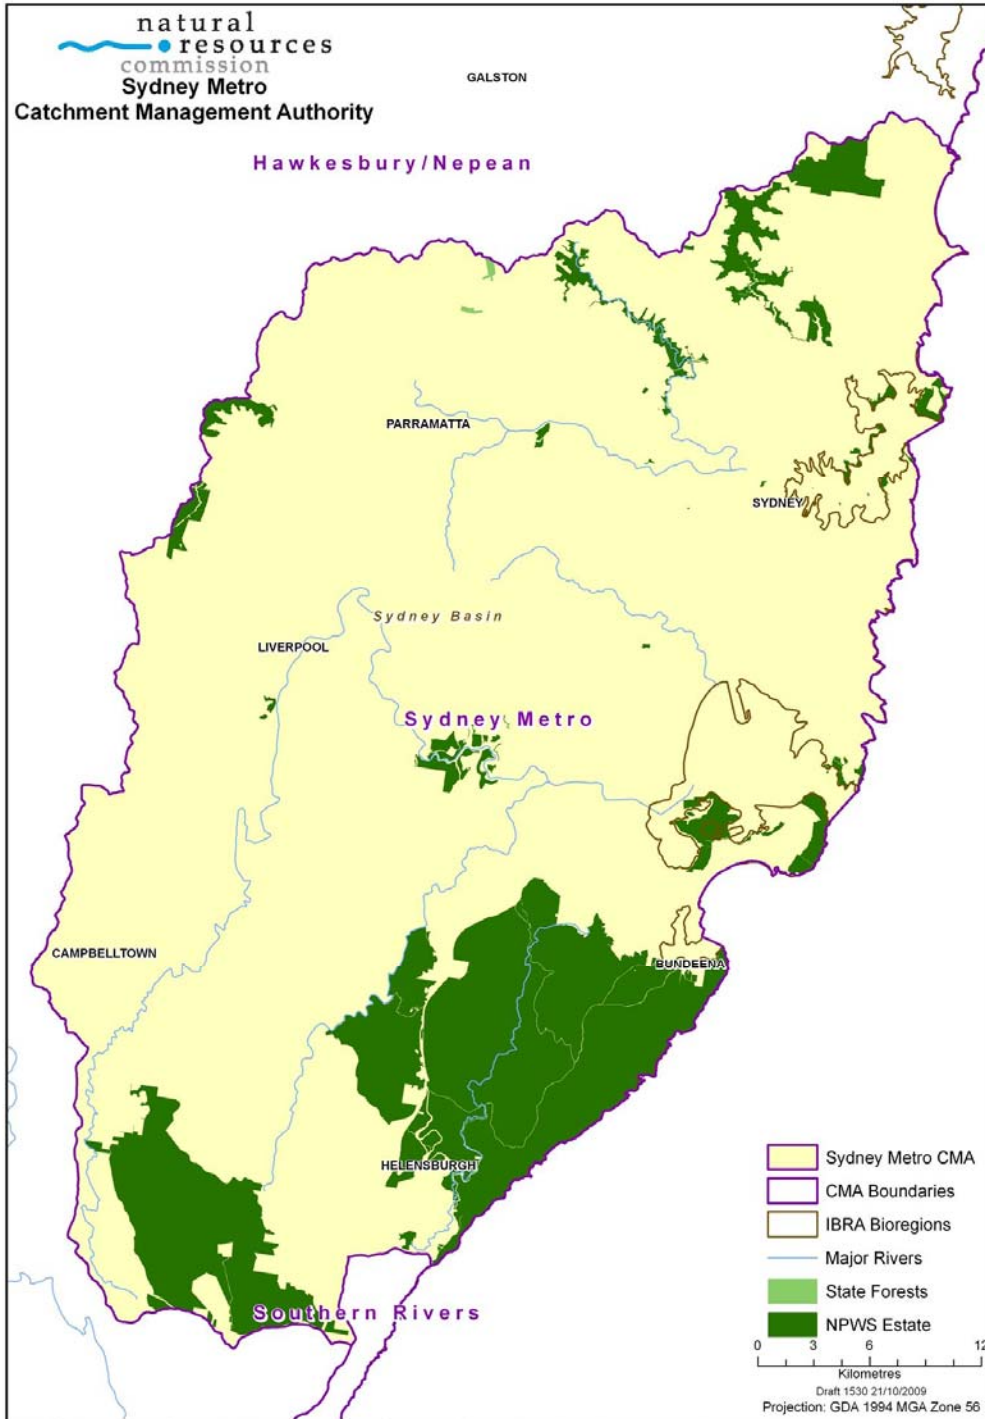 natural
resources
commission
Sydney Metro
Catchment Management Authority
GALSTON
Hawkesbury/Nepean
PARRAMATTA
SYDNEY
Sydney Basin
LIVERPOOL
Sydney Metro
CAMPBELLTOWN
BUNDEENA
HELENSBURGH
Southern Rivers
Sydney Metro CMA
CMA Boundaries
IBRA Bioregions
Major Rivers
State Forests
NPWS Estate
0 3 6 12
Kilometres
Draft 1530 21/10/2009
Projection: GDA 1994 MGA Zone 56